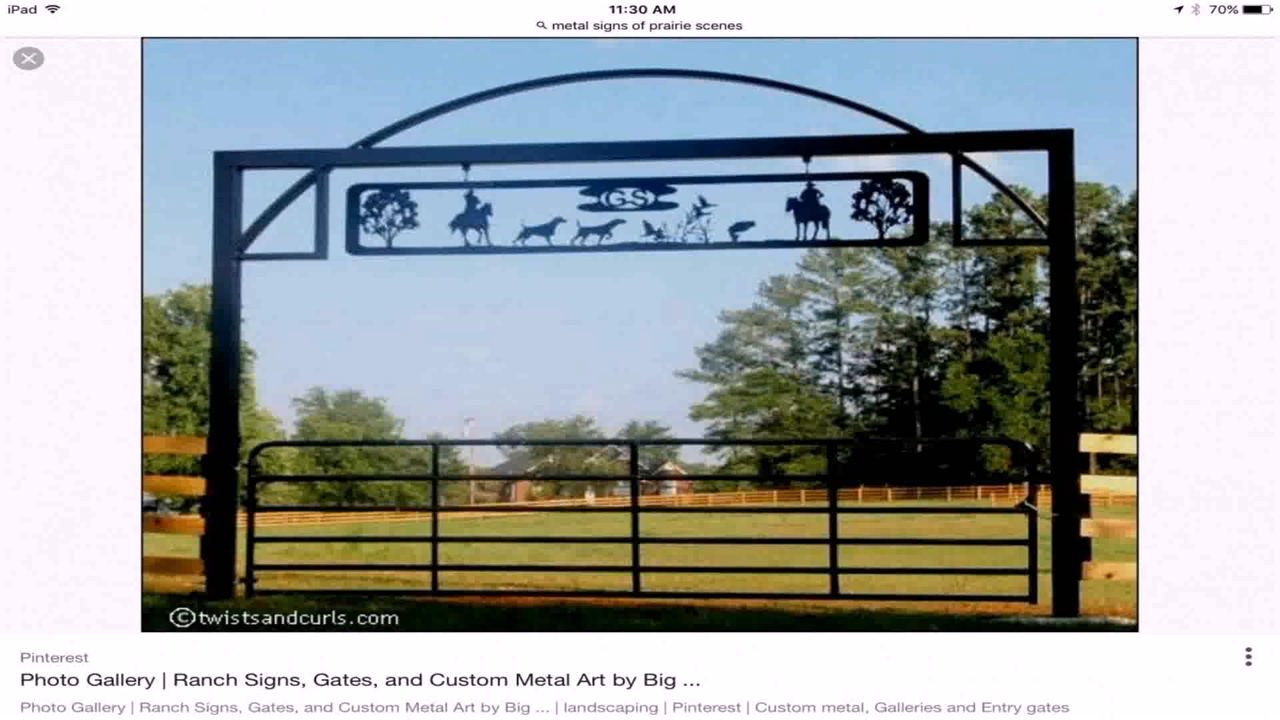 iPad 11:30 AM 70%
metal signs of prairie scenes
GS
©twistsandcurls.com
Pinterest
Photo Gallery | Ranch Signs, Gates, and Custom Metal Art by Big ...
Photo Gallery | Ranch Signs, Gates, and Custom Metal Art by Big ... | landscaping | Pinterest | Custom metal, Galleries and Entry gates